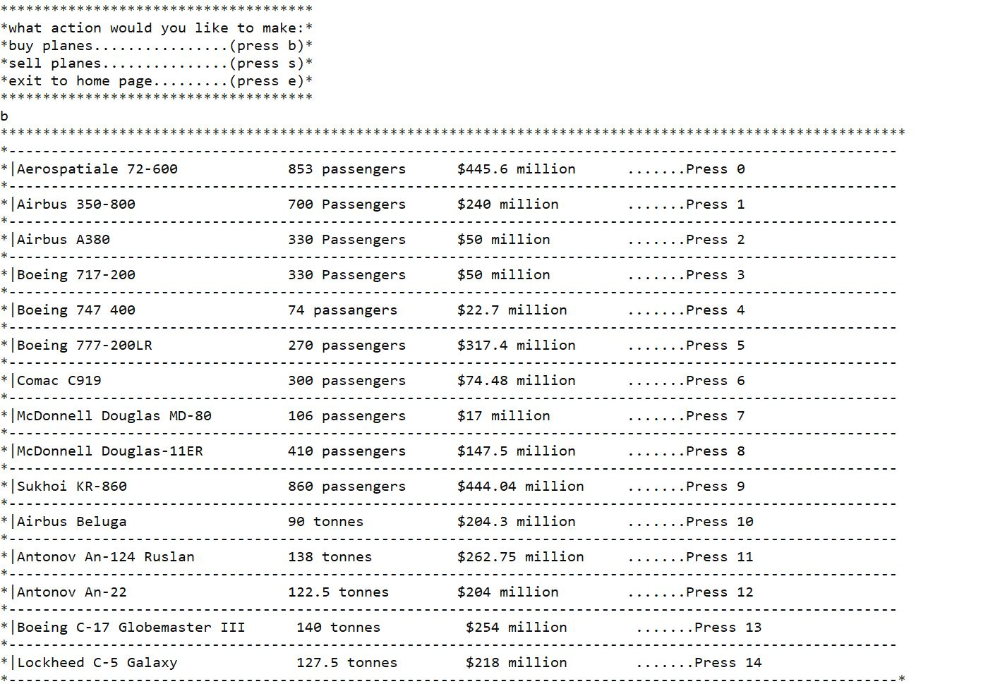 *************************************
*what action would you like to make:*
*buy planes................(press b)*
*sell planes...............(press s)*
*exit to home page.........(press e)*
*************************************
b
***********************************************************************************************************
*---------------------------------------------------------------------------------------------------------
*|Aerospatiale 72-600             853 passengers      $445.6 million      .......Press 0
*---------------------------------------------------------------------------------------------------------
*|Airbus 350-800                  700 Passengers      $240 million        .......Press 1
*---------------------------------------------------------------------------------------------------------
*|Airbus A380                     330 Passengers      $50 million         .......Press 2
*---------------------------------------------------------------------------------------------------------
*|Boeing 717-200                  330 Passengers      $50 million         .......Press 3
*---------------------------------------------------------------------------------------------------------
*|Boeing 747 400                  74 passangers       $22.7 million       .......Press 4
*---------------------------------------------------------------------------------------------------------
*|Boeing 777-200LR                270 passengers      $317.4 million      .......Press 5
*---------------------------------------------------------------------------------------------------------
*|Comac C919                      300 passengers      $74.48 million      .......Press 6
*---------------------------------------------------------------------------------------------------------
*|McDonnell Douglas MD-80         106 passengers      $17 million         .......Press 7
*---------------------------------------------------------------------------------------------------------
*|McDonnell Douglas-11ER          410 passengers      $147.5 million      .......Press 8
*---------------------------------------------------------------------------------------------------------
*|Sukhoi KR-860                   860 passengers      $444.04 million     .......Press 9
*---------------------------------------------------------------------------------------------------------
*|Airbus Beluga                   90 tonnes           $204.3 million      .......Press 10
*---------------------------------------------------------------------------------------------------------
*|Antonov An-124 Ruslan           138 tonnes          $262.75 million     .......Press 11
*---------------------------------------------------------------------------------------------------------
*|Antonov An-22                   122.5 tonnes        $204 million        .......Press 12
*---------------------------------------------------------------------------------------------------------
*|Boeing C-17 Globemaster III      140 tonnes          $254 million        .......Press 13
*---------------------------------------------------------------------------------------------------------
*|Lockheed C-5 Galaxy              127.5 tonnes        $218 million        .......Press 14
*---------------------------------------------------------------------------------------------------------*